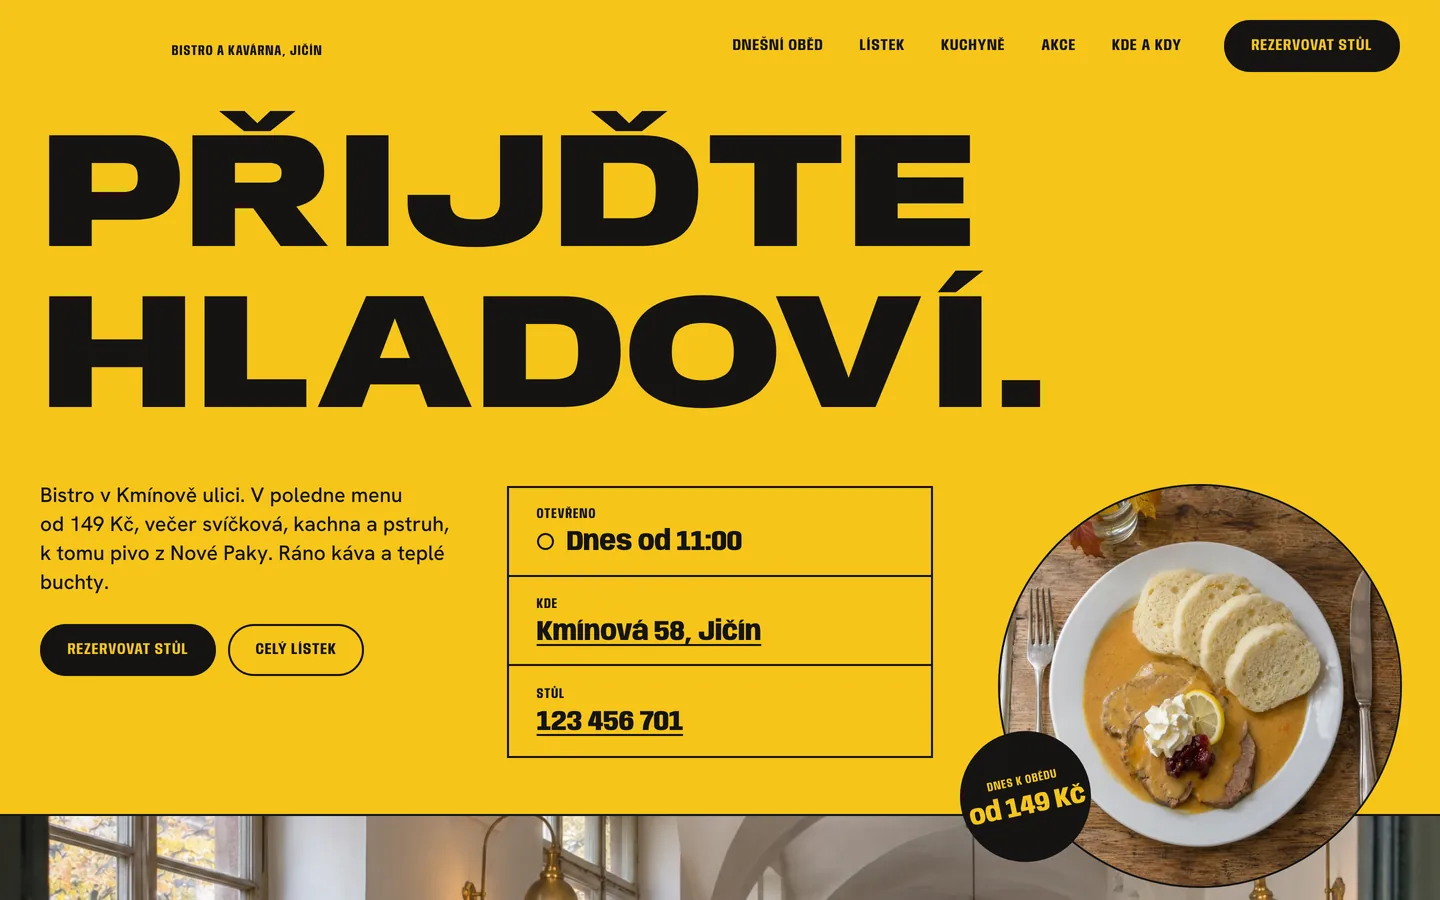 BISTRO A KAVÁRNA, JIČÍN
DNEŠNÍ OBĚD
LÍSTEK
KUCHYNĚ
AKCE
KDE A KDY
REZERVOVAT STŮL
PŘIJĎTE
HLADOVÍ.
Bistro v Kmínově ulici. V poledne menu
od 149 Kč, večer svíčková, kachna a pstruh,
k tomu pivo z Nové Paky. Ráno káva a teplé
buchty.
REZERVOVAT STŮL
CELÝ LÍSTEK
OTEVŘENO
Dnes od 11:00
KDE
Kmínová 58, Jičín
STŮL
123 456 701
DNES K OBĚDU
od 149 Kč